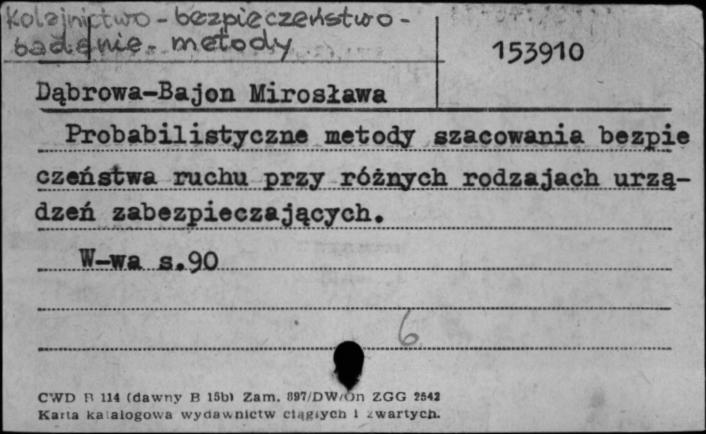 Kolejnictwo - bezpieczeństwo -
badanie - metody
153910
Dąbrowa-Bajon Mirosława
Probabilistyczne metody szacowania bezpie
czeństwa ruchu przy różnych rodzajach urzą-
dzeń zabezpieczających.
W-wa s.90
6
CWD B 114 (dawny B 15b) Zam. 897/DW/On ZGG 2542
Karta katalogowa wydawnictw ciągłych i zwartych.